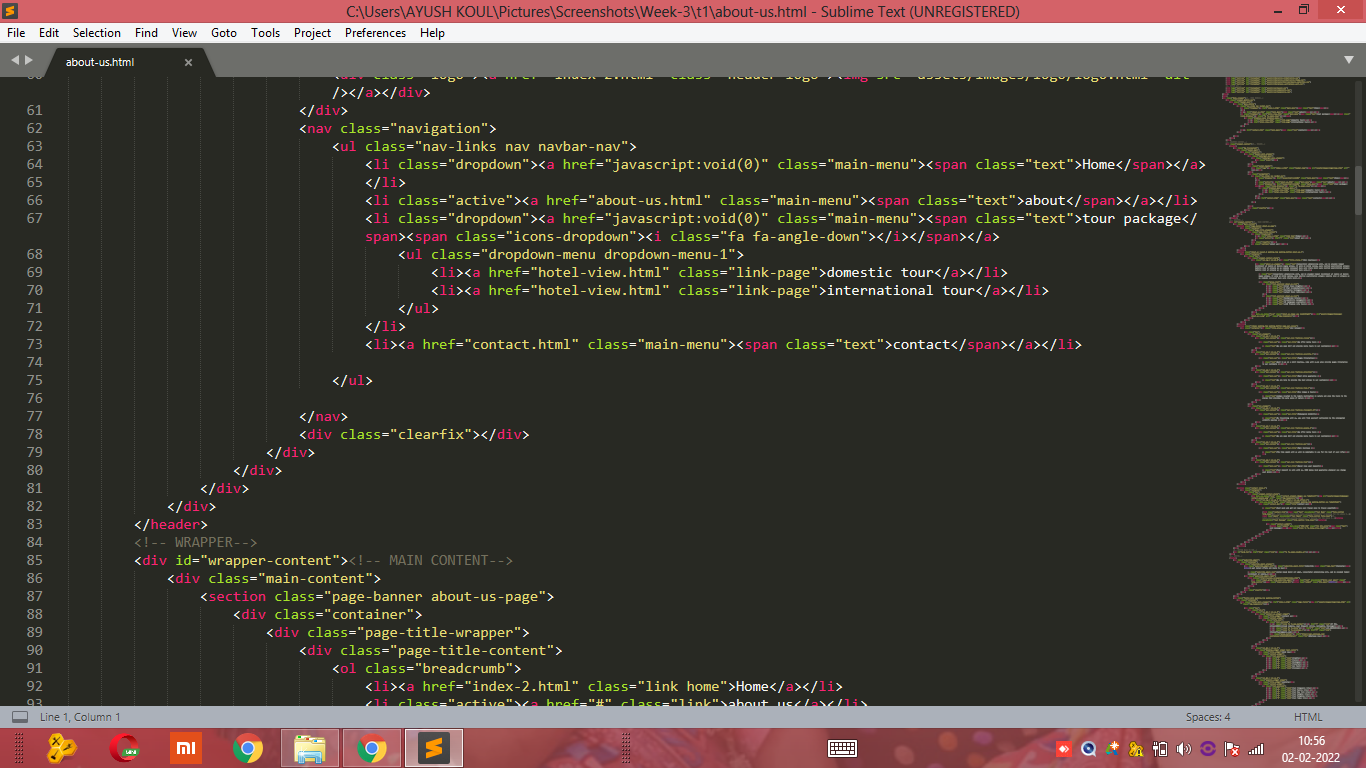 C:\Users\AYUSH KOUL\Pictures\Screenshots\Week-3\t1\about-us.html - Sublime Text (UNREGISTERED)
File Edit Selection Find View Goto Tools Project Preferences Help
about-us.html
/></a></div>
61 </div>
62 <nav class="navigation">
63 <ul class="nav-links nav navbar-nav">
64 <li class="dropdown"><a href="javascript:void(0)" class="main-menu"><span class="text">Home</span></a>
65 </li>
66 <li class="active"><a href="about-us.html" class="main-menu"><span class="text">about</span></a></li>
67 <li class="dropdown"><a href="javascript:void(0)" class="main-menu"><span class="text">tour package</
span><span class="icons-dropdown"><i class="fa fa-angle-down"></i></span></a>
68 <ul class="dropdown-menu dropdown-menu-1">
69 <li><a href="hotel-view.html" class="link-page">domestic tour</a></li>
70 <li><a href="hotel-view.html" class="link-page">international tour</a></li>
71 </ul>
72 </li>
73 <li><a href="contact.html" class="main-menu"><span class="text">contact</span></a></li>
74
75 </ul>
76
77 </nav>
78 <div class="clearfix"></div>
79 </div>
80 </div>
81 </div>
82 </div>
83 </header>
84 <!-- WRAPPER-->
85 <div id="wrapper-content"><!-- MAIN CONTENT-->
86 <div class="main-content">
87 <section class="page-banner about-us-page">
88 <div class="container">
89 <div class="page-title-wrapper">
90 <div class="page-title-content">
91 <ol class="breadcrumb">
92 <li><a href="index-2.html" class="link home">Home</a></li>
93 <li class="active"><a href="#" class="link">about us</a></li>
Line 1, Column 1 Spaces: 4 HTML
mi
10:56
02-02-2022